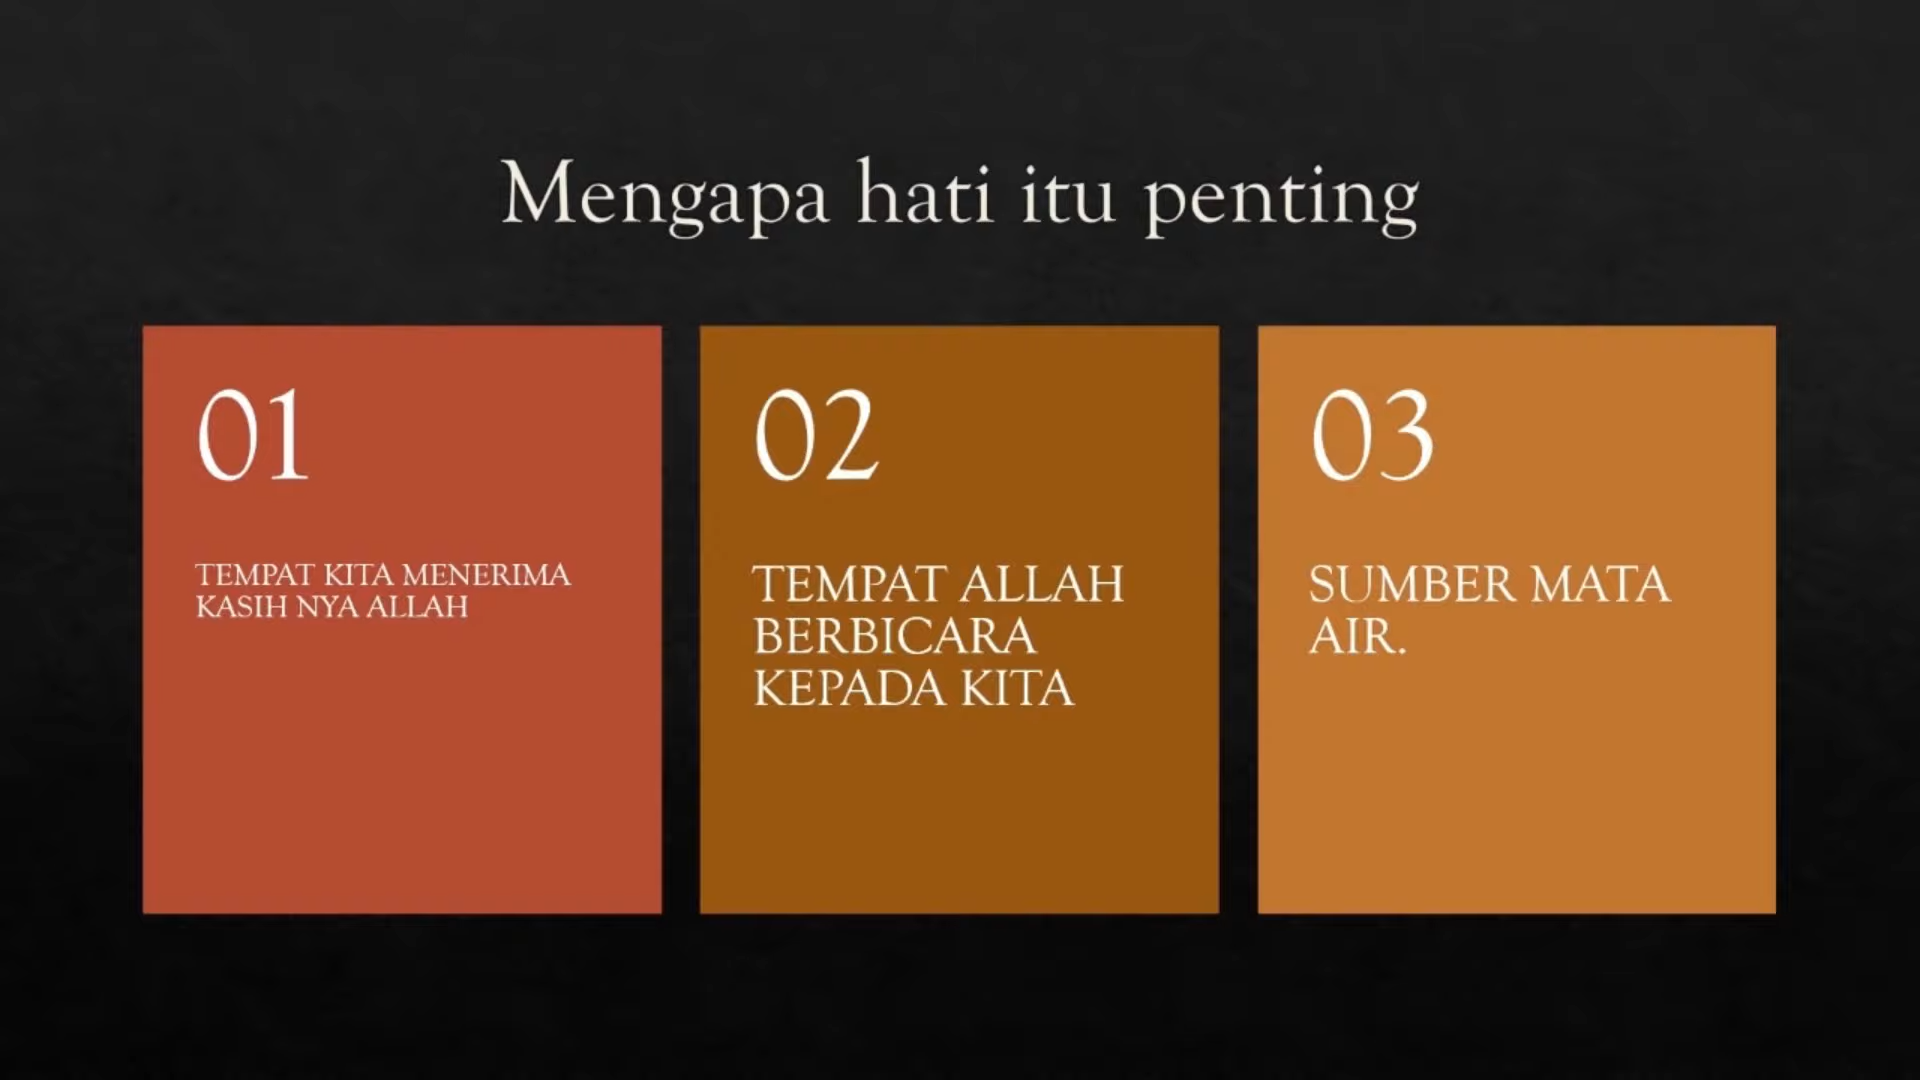 Mengapa hati itu penting
01
TEMPAT KITA MENERIMA
KASIH NYA ALLAH
02
TEMPAT ALLAH
BERBICARA
KEPADA KITA
03
SUMBER MATA
AIR.